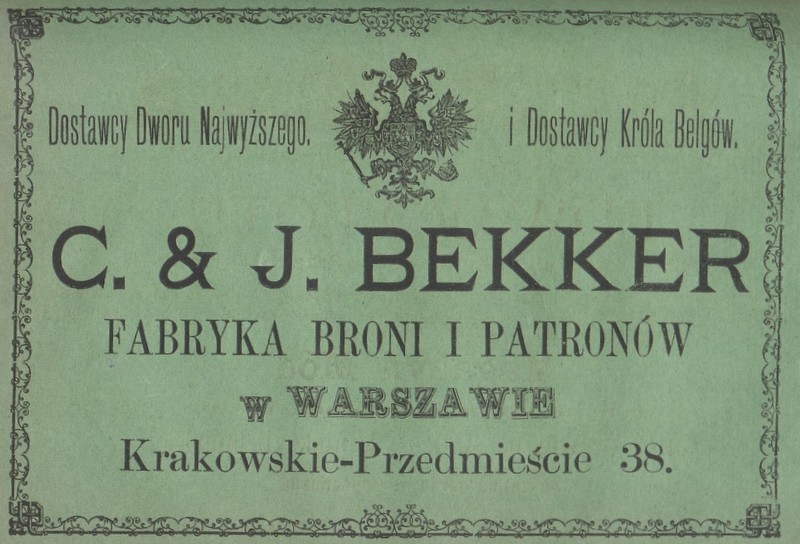 Dostawcy Dworu Najwyższego.
i Dostawcy Króla Belgów.
C. & J. BEKKER
FABRYKA BRONI I PATRONÓW
w WARSZAWIE
Krakowskie-Przedmieście 38.